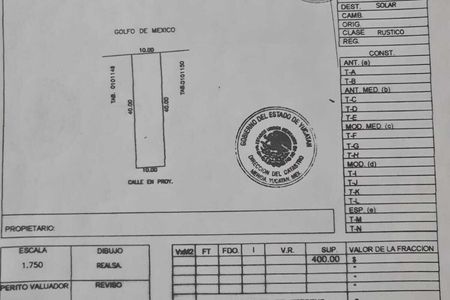 DEST. SOLAR
CAMB.
ORIG.
CLASE RUSTICO
REG.
CONST.
ANT. (a)
T-A
T-B
ANT. MED. (b)
T-C
T-D
T-E
MOD. MED. (c)
T-F
T-G
T-H
MOD. (d)
T-I
T-J
T-K
T-L
ESP. (e)
T-M
T-N
GOLFO DE MEXICO
10.00
TAB. 0101148
40.00
40.00
TAB. 0101150
10.00
CALLE EN PROY.
GOBIERNO DEL ESTADO DE YUCATAN
DIRECCION DEL CATASTRO
MERIDA, YUCATAN, MEX.
PROPIETARIO:
ESCALA DIBUJO
1.750 REALSA.
PERITO VALUADOR REVISO
VxM2 FT FDO. I V.R. SUP. VALOR DE LA FRACCION
400.00 $
"
"